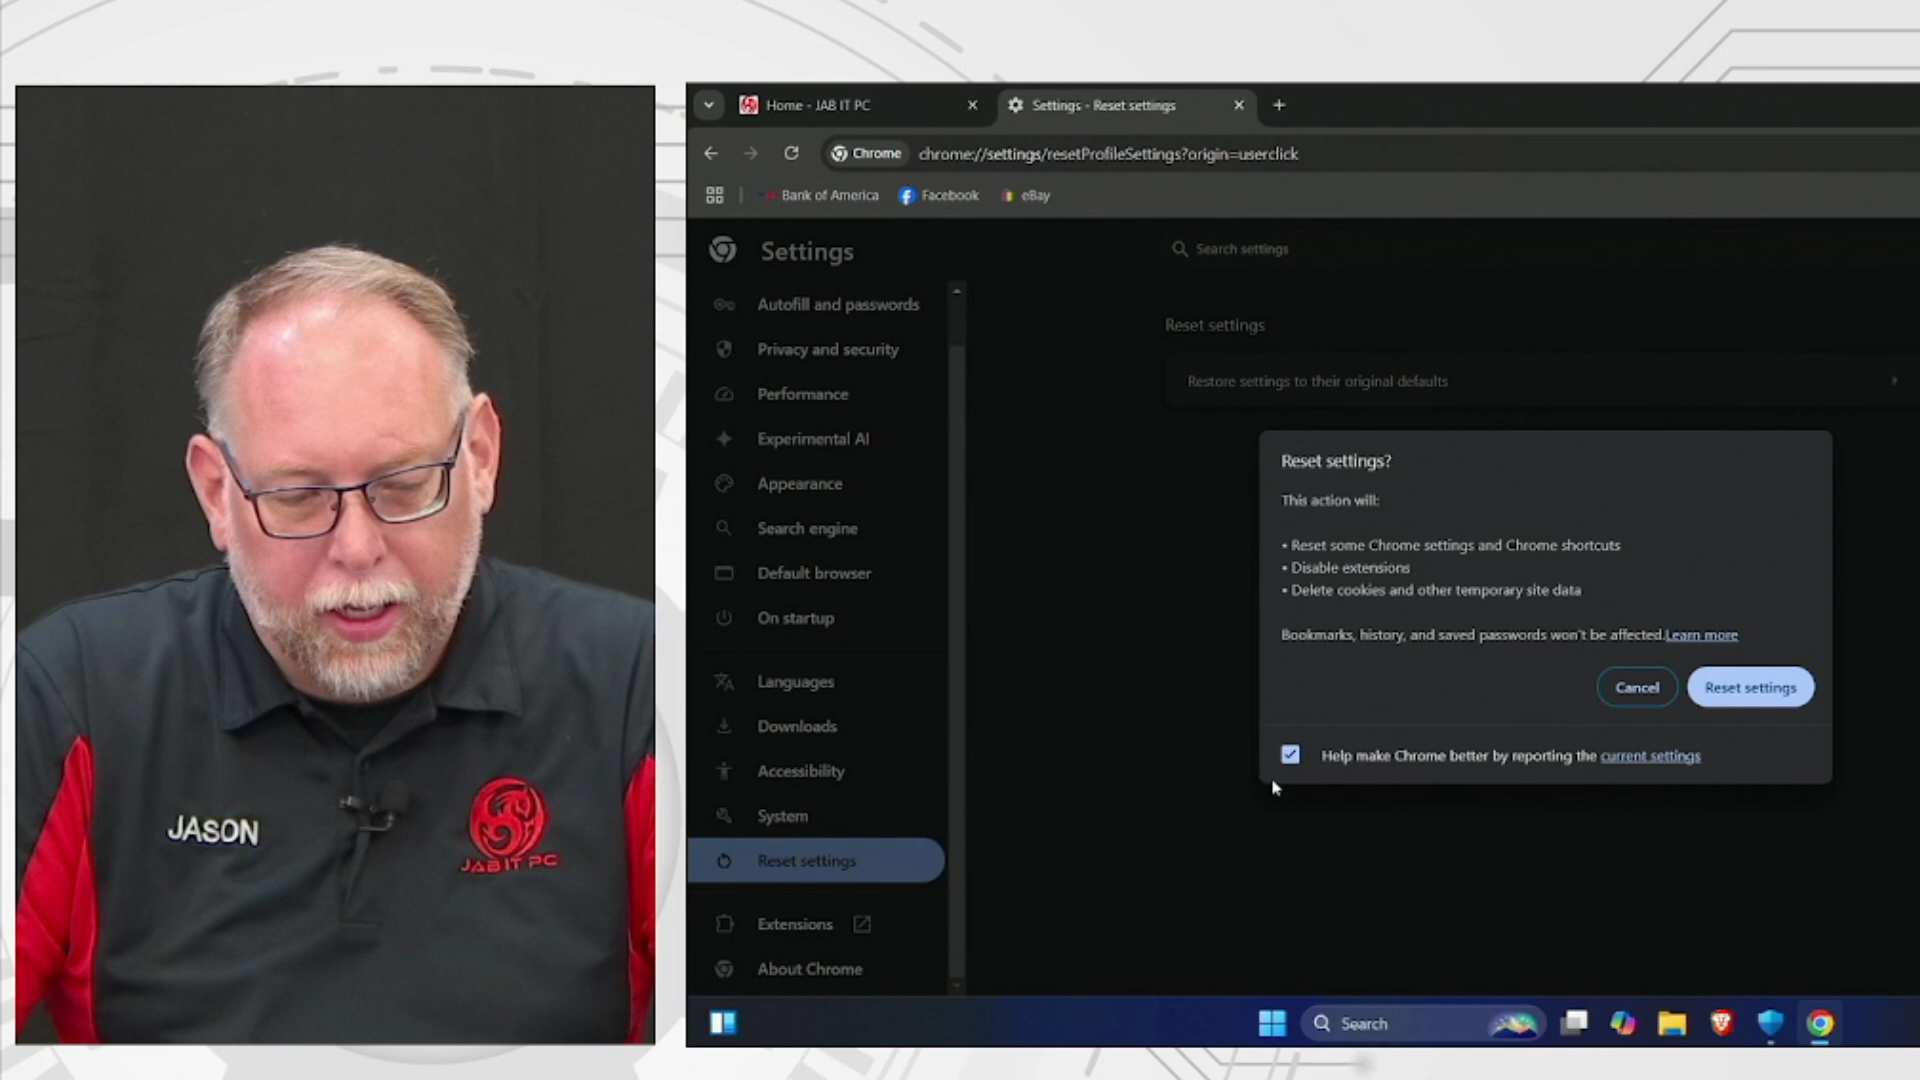 JASON
JAB IT PC
Home - JAB IT PC
Settings - Reset settings
Chrome
chrome://settings/resetProfileSettings?origin=userclick
Bank of America
Facebook
eBay
Settings
Search settings
Autofill and passwords
Privacy and security
Performance
Experimental AI
Appearance
Search engine
Default browser
On startup
Languages
Downloads
Accessibility
System
Reset settings
Extensions
About Chrome
Reset settings
Restore settings to their original defaults
Reset settings?
This action will:
• Reset some Chrome settings and Chrome shortcuts
• Disable extensions
• Delete cookies and other temporary site data
Bookmarks, history, and saved passwords won't be affected.Learn more
Cancel
Reset settings
Help make Chrome better by reporting the current settings
Search